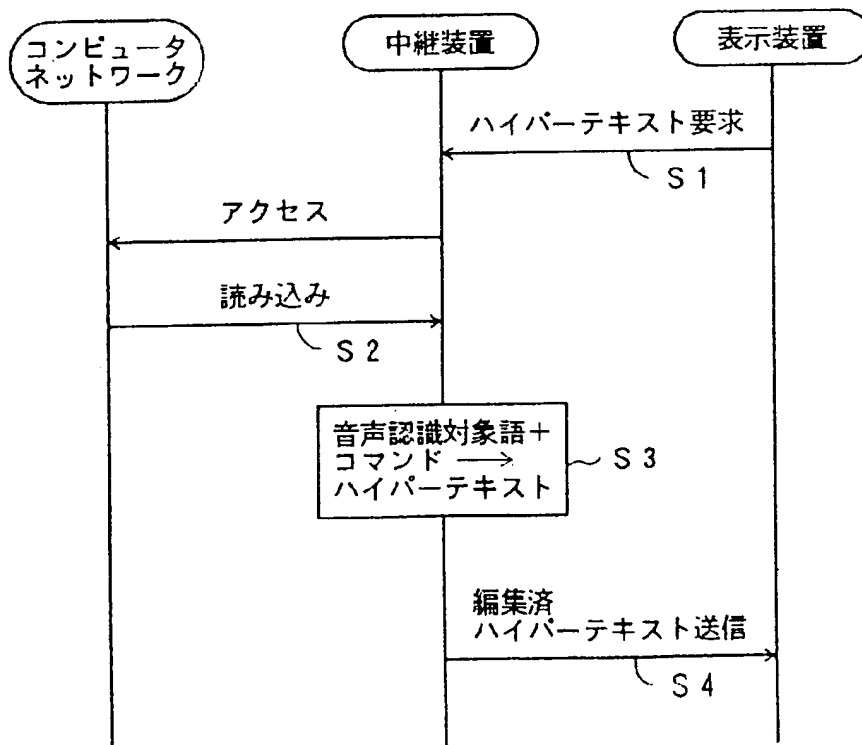 コンピュータ
ネットワーク
中継装置
表示装置
ハイパーテキスト要求
S1
アクセス
読み込み
S2
音声認識対象語+
コマンド →
ハイパーテキスト
S3
編集済
ハイパーテキスト送信
S4